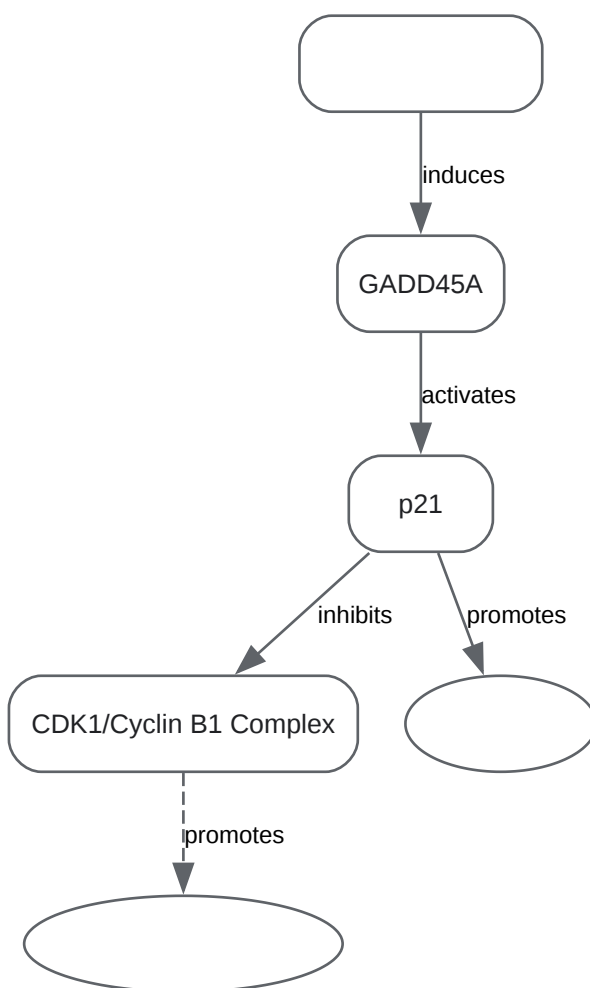 induces
GADD45A
activates
p21
inhibits
promotes
CDK1/Cyclin B1 Complex
promotes